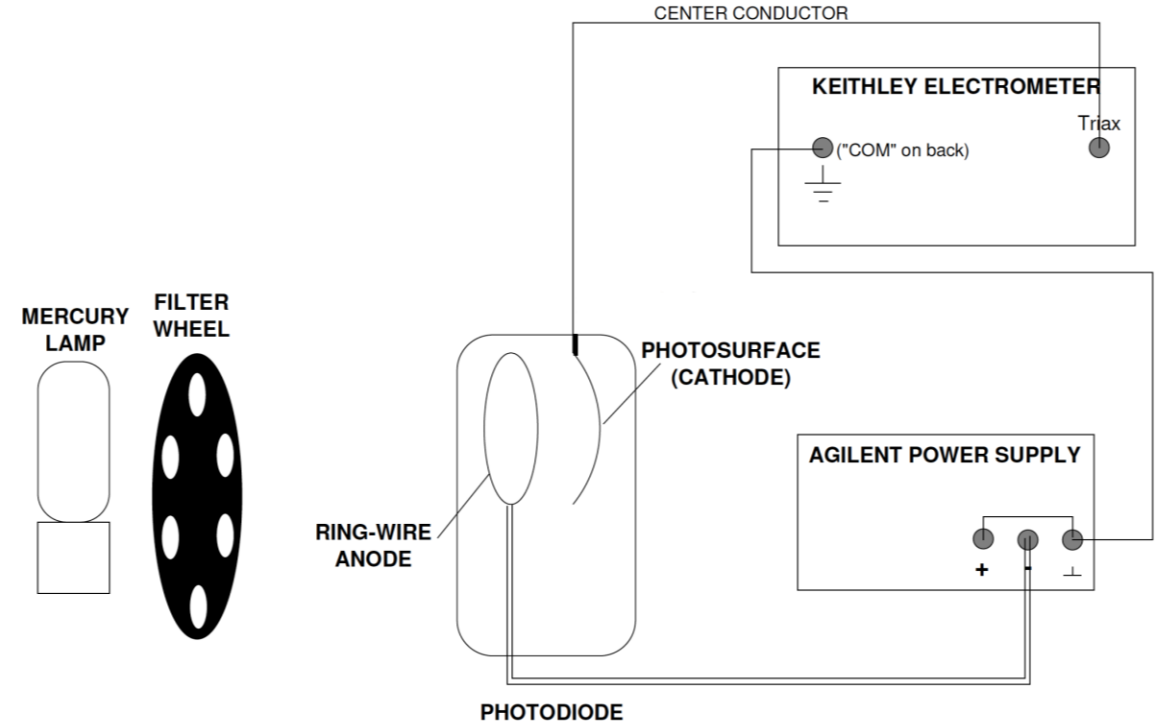 CENTER CONDUCTOR
KEITHLEY ELECTROMETER
Triax
("COM" on back)
MERCURY
LAMP
FILTER
WHEEL
PHOTOSURFACE
(CATHODE)
AGILENT POWER SUPPLY
+ -
RING-WIRE
ANODE
PHOTODIODE